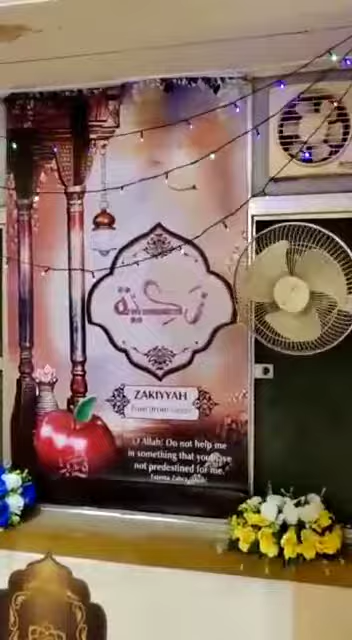 زكية
ZAKIYYAH
O Allah! Do not help me
in something that you have
not predestined for me.